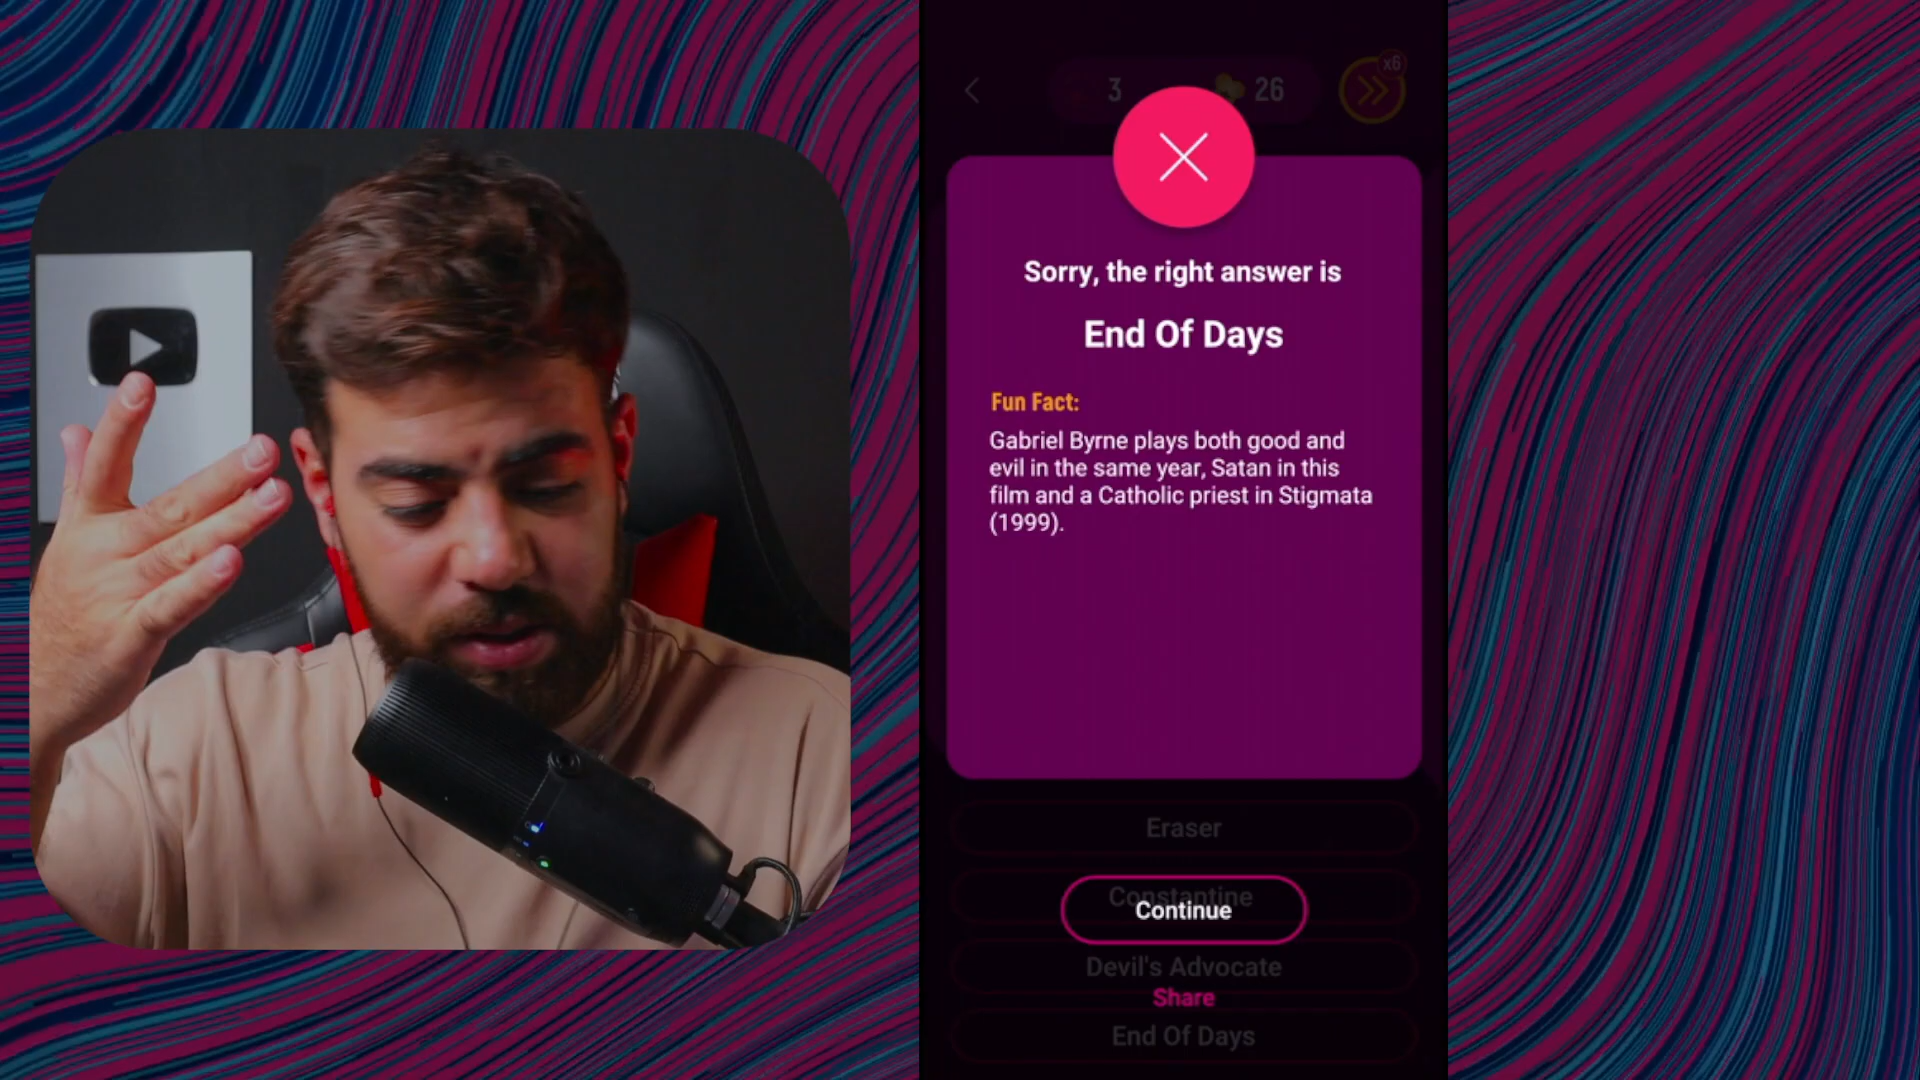 3
26
x6
Sorry, the right answer is
End Of Days
Fun Fact:
Gabriel Byrne plays both good and
evil in the same year, Satan in this
film and a Catholic priest in Stigmata
(1999).
Eraser
Constantine
Continue
Devil's Advocate
Share
End Of Days